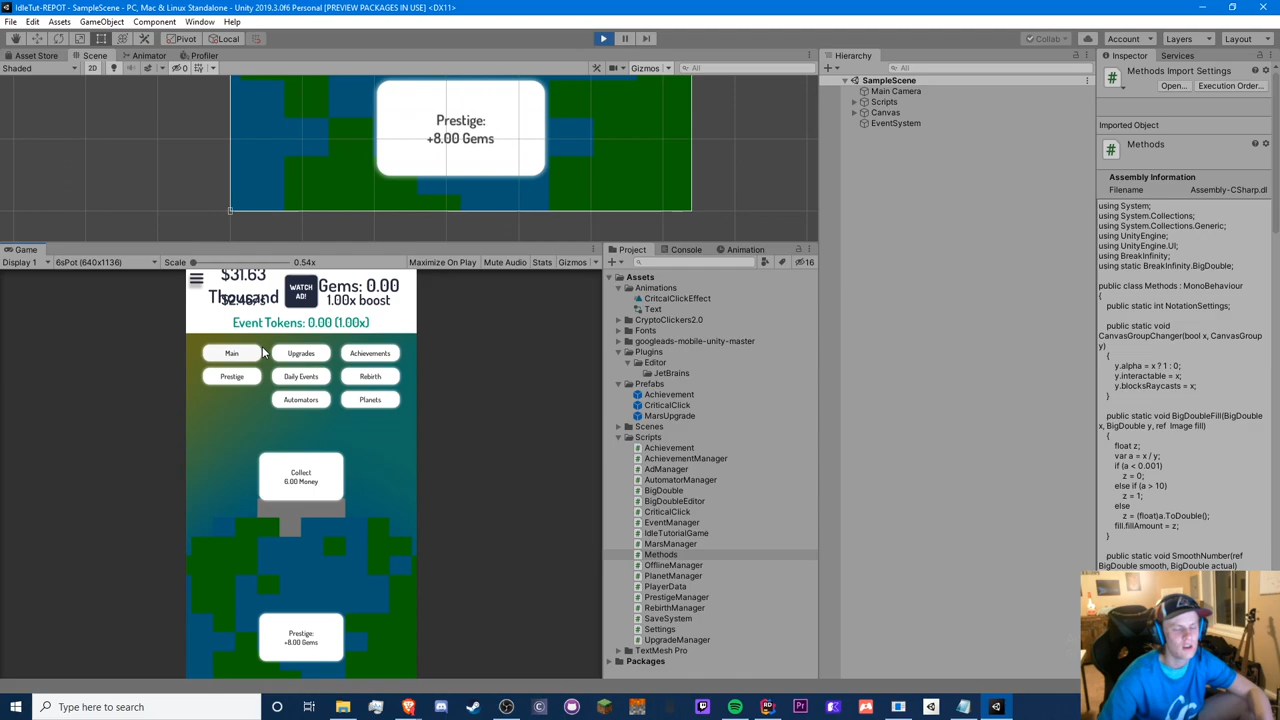 IdleTut-REPOT - SampleScene - PC, Mac & Linux Standalone - Unity 2019.3.0f6 Personal [PREVIEW PACKAGES IN USE] <DX11>
File Edit Assets GameObject Component Window Help
Pivot Local Collab Account Layers Layout
Asset Store Scene Animator Profiler
Shaded 2D 0 Gizmos All
Prestige:
+8.00 Gems
Game
Display 1 6sPot (640x1136) Scale 0.54x Maximize On Play Mute Audio Stats Gizmos
$31.63
Thousand
WATCH
AD!
Gems: 0.00
1.00x boost
Event Tokens: 0.00 (1.00x)
Main Upgrades Achievements
Prestige Daily Events Rebirth
Automators Planets
Collect
6.00 Money
Prestige:
+8.00 Gems
Hierarchy
All
SampleScene
Main Camera
Scripts
Canvas
EventSystem
Project Console Animation
16
Assets
Animations
CritcalClickEffect
Text
CryptoClickers2.0
Fonts
googleads-mobile-unity-master
Plugins
Editor
JetBrains
Prefabs
Achievement
CriticalClick
MarsUpgrade
Scenes
Scripts
Achievement
AchievementManager
AdManager
AutomatorManager
BigDouble
BigDoubleEditor
CriticalClick
EventManager
IdleTutorialGame
MarsManager
Methods
OfflineManager
PlanetManager
PlayerData
PrestigeManager
RebirthManager
SaveSystem
Settings
UpgradeManager
TextMesh Pro
Packages
Inspector Services
Methods Import Settings
Open... Execution Order...
Imported Object
Methods
Assembly Information
Filename Assembly-CSharp.dl
using System;
using System.Collections;
using System.Collections.Generic;
using UnityEngine;
using UnityEngine.UI;
using BreakInfinity;
using static BreakInfinity.BigDouble;
public class Methods : MonoBehaviour
{
public static int NotationSettings;
public static void
CanvasGroupChanger(bool x, CanvasGroup
y)
{
y.alpha = x ? 1 : 0;
y.interactable = x;
y.blocksRaycasts = x;
}
public static void BigDoubleFill(BigDouble
x, BigDouble y, ref Image fill)
{
float z;
var a = x / y;
if (a < 0.001)
z = 0;
else if (a > 10)
z = 1;
else
z = (float)a.ToDouble();
fill.fillAmount = z;
}
public static void SmoothNumber(ref
BigDouble smooth, BigDouble actual)
Type here to search